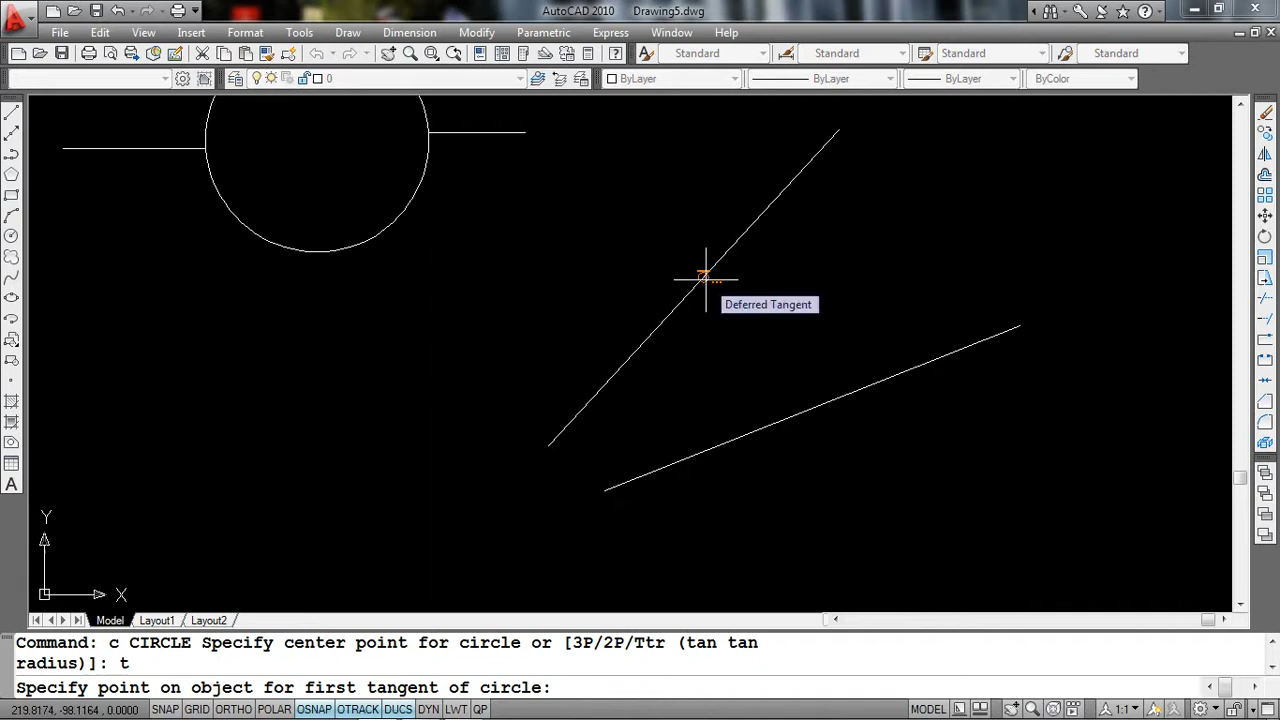 AutoCAD 2010 Drawing5.dwg
File Edit View Insert Format Tools Draw Dimension Modify Parametric Express Window Help
Standard Standard Standard Standard
0 ByLayer ByLayer ByLayer ByColor
Deferred Tangent
A
Y
X
Model Layout1 Layout2
Command: c CIRCLE Specify center point for circle or [3P/2P/Ttr (tan tan
radius)]: t
Specify point on object for first tangent of circle:
219.8174, -98.1164, 0.0000 SNAP GRID ORTHO POLAR OSNAP OTRACK DUCS DYN LWT QP MODEL 1:1